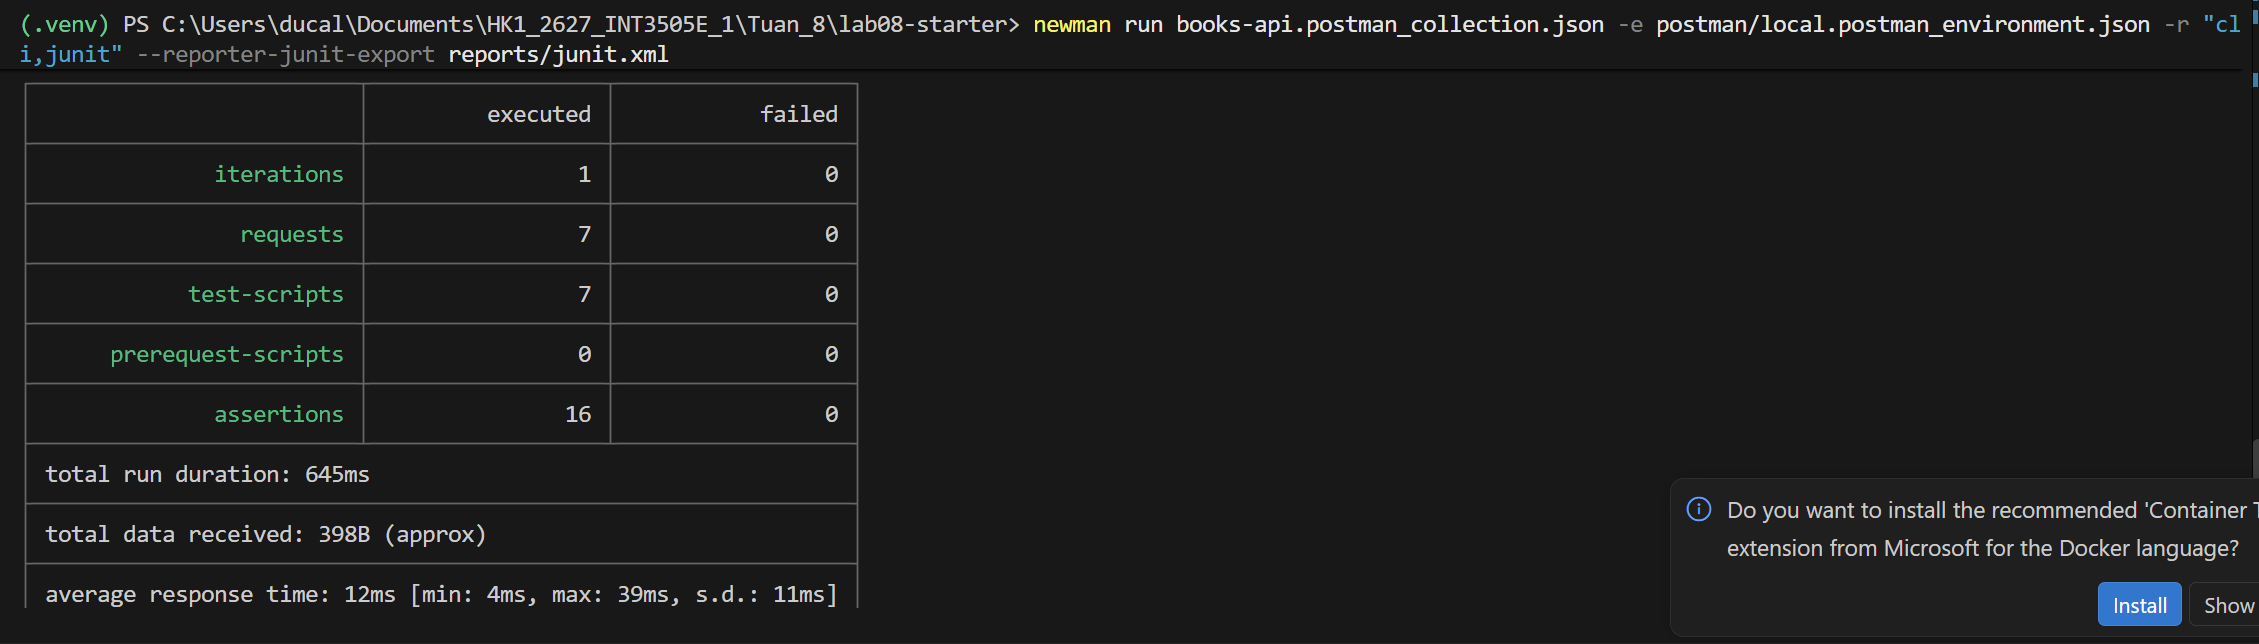 (.venv) PS C:\Users\ducal\Documents\HK1_2627_INT3505E_1\Tuan_8\lab08-starter> newman run books-api.postman_collection.json -e postman/local.postman_environment.json -r "cl
i,junit" --reporter-junit-export reports/junit.xml
executed failed
iterations 1 0
requests 7 0
test-scripts 7 0
prerequest-scripts 0 0
assertions 16 0
total run duration: 645ms
total data received: 398B (approx)
average response time: 12ms [min: 4ms, max: 39ms, s.d.: 11ms]
Do you want to install the recommended 'Container
extension from Microsoft for the Docker language?
Install Show